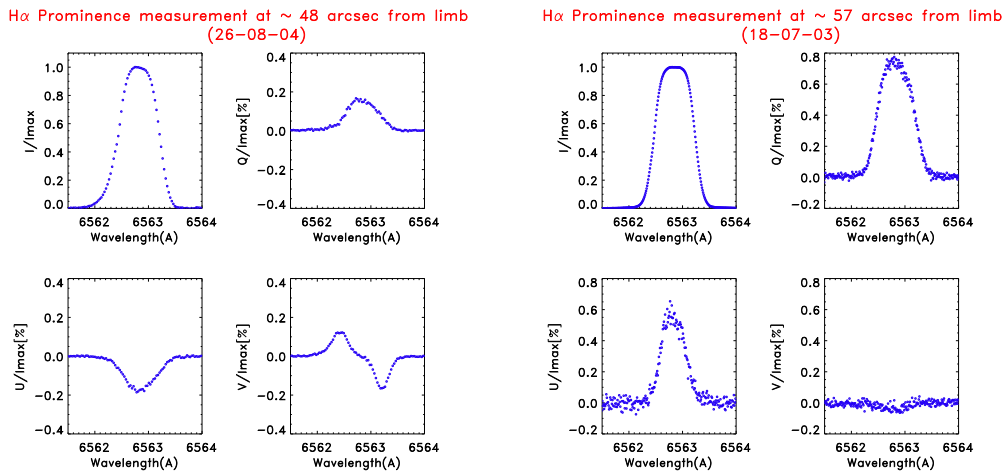 Hα Prominence measurement at ~ 48 arcsec from limb
(26-08-04)
1.0
0.8
0.6
0.4
0.2
0.0
I/Imax
6562 6563 6564
Wavelength(A)
0.4
0.2
0.0
-0.2
-0.4
Q/Imax[%]
6562 6563 6564
Wavelength(A)
0.4
0.2
0.0
-0.2
-0.4
U/Imax[%]
6562 6563 6564
Wavelength(A)
0.4
0.2
0.0
-0.2
-0.4
V/Imax[%]
6562 6563 6564
Wavelength(A)
Hα Prominence measurement at ~ 57 arcsec from limb
(18-07-03)
1.0
0.8
0.6
0.4
0.2
0.0
I/Imax
6562 6563 6564
Wavelength(A)
0.8
0.6
0.4
0.2
0.0
-0.2
Q/Imax[%]
6562 6563 6564
Wavelength(A)
0.8
0.6
0.4
0.2
0.0
-0.2
U/Imax[%]
6562 6563 6564
Wavelength(A)
0.8
0.6
0.4
0.2
0.0
-0.2
V/Imax[%]
6562 6563 6564
Wavelength(A)